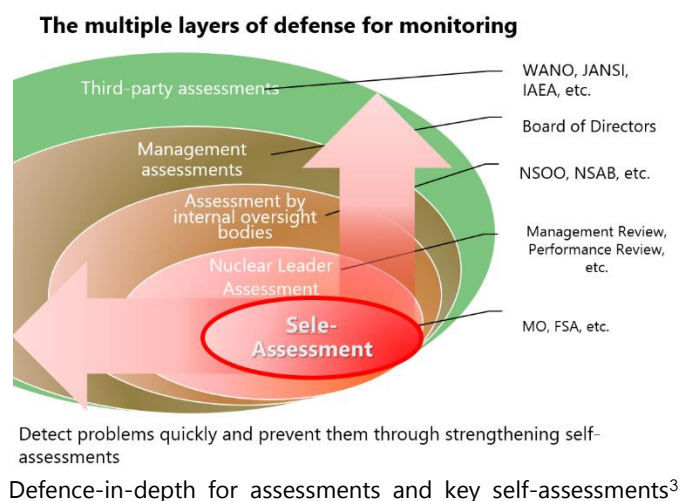 The multiple layers of defense for monitoring
Third-party assessments
WANO, JANSI,
IAEA, etc.
Board of Directors
Management
assessments
NSOO, NSAB, etc.
Assessment by
internal oversight
bodies
Management Review,
Performance Review,
etc.
Nuclear Leader
Assessment
Sele-
Assessment
MO, FSA, etc.
Detect problems quickly and prevent them through strengthening self-
assessments
Defence-in-depth for assessments and key self-assessments³